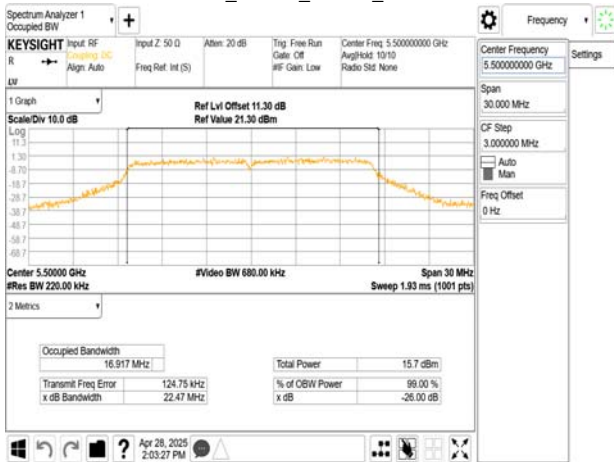 Spectrum Analyzer 1
Occupied BW
Frequency
KEYSIGHT
R
Input: RF
Coupling: DC
Align: Auto
Input Z: 50 Ω
Freq Ref: Int (S)
Atten: 20 dB
Trig: Free Run
Gate: Off
#IF Gain: Low
Center Freq: 5.500000000 GHz
Avg|Hold: 10/10
Radio Std: None
Center Frequency
5.500000000 GHz
Settings
Span
30.000 MHz
CF Step
3.000000 MHz
Auto
Man
Freq Offset
0 Hz
1 Graph
Scale/Div 10.0 dB
Ref Lvl Offset 11.30 dB
Ref Value 21.30 dBm
Log
11.3
1.30
-8.70
-18.7
-28.7
-38.7
-48.7
-58.7
-68.7
Center 5.50000 GHz
#Res BW 220.00 kHz
#Video BW 680.00 kHz
Span 30 MHz
Sweep 1.93 ms (1001 pts)
2 Metrics
Occupied Bandwidth
16.917 MHz
Transmit Freq Error 124.75 kHz
x dB Bandwidth 22.47 MHz
Total Power 15.7 dBm
% of OBW Power 99.00 %
x dB -26.00 dB
Apr 28, 2025
2:03:27 PM